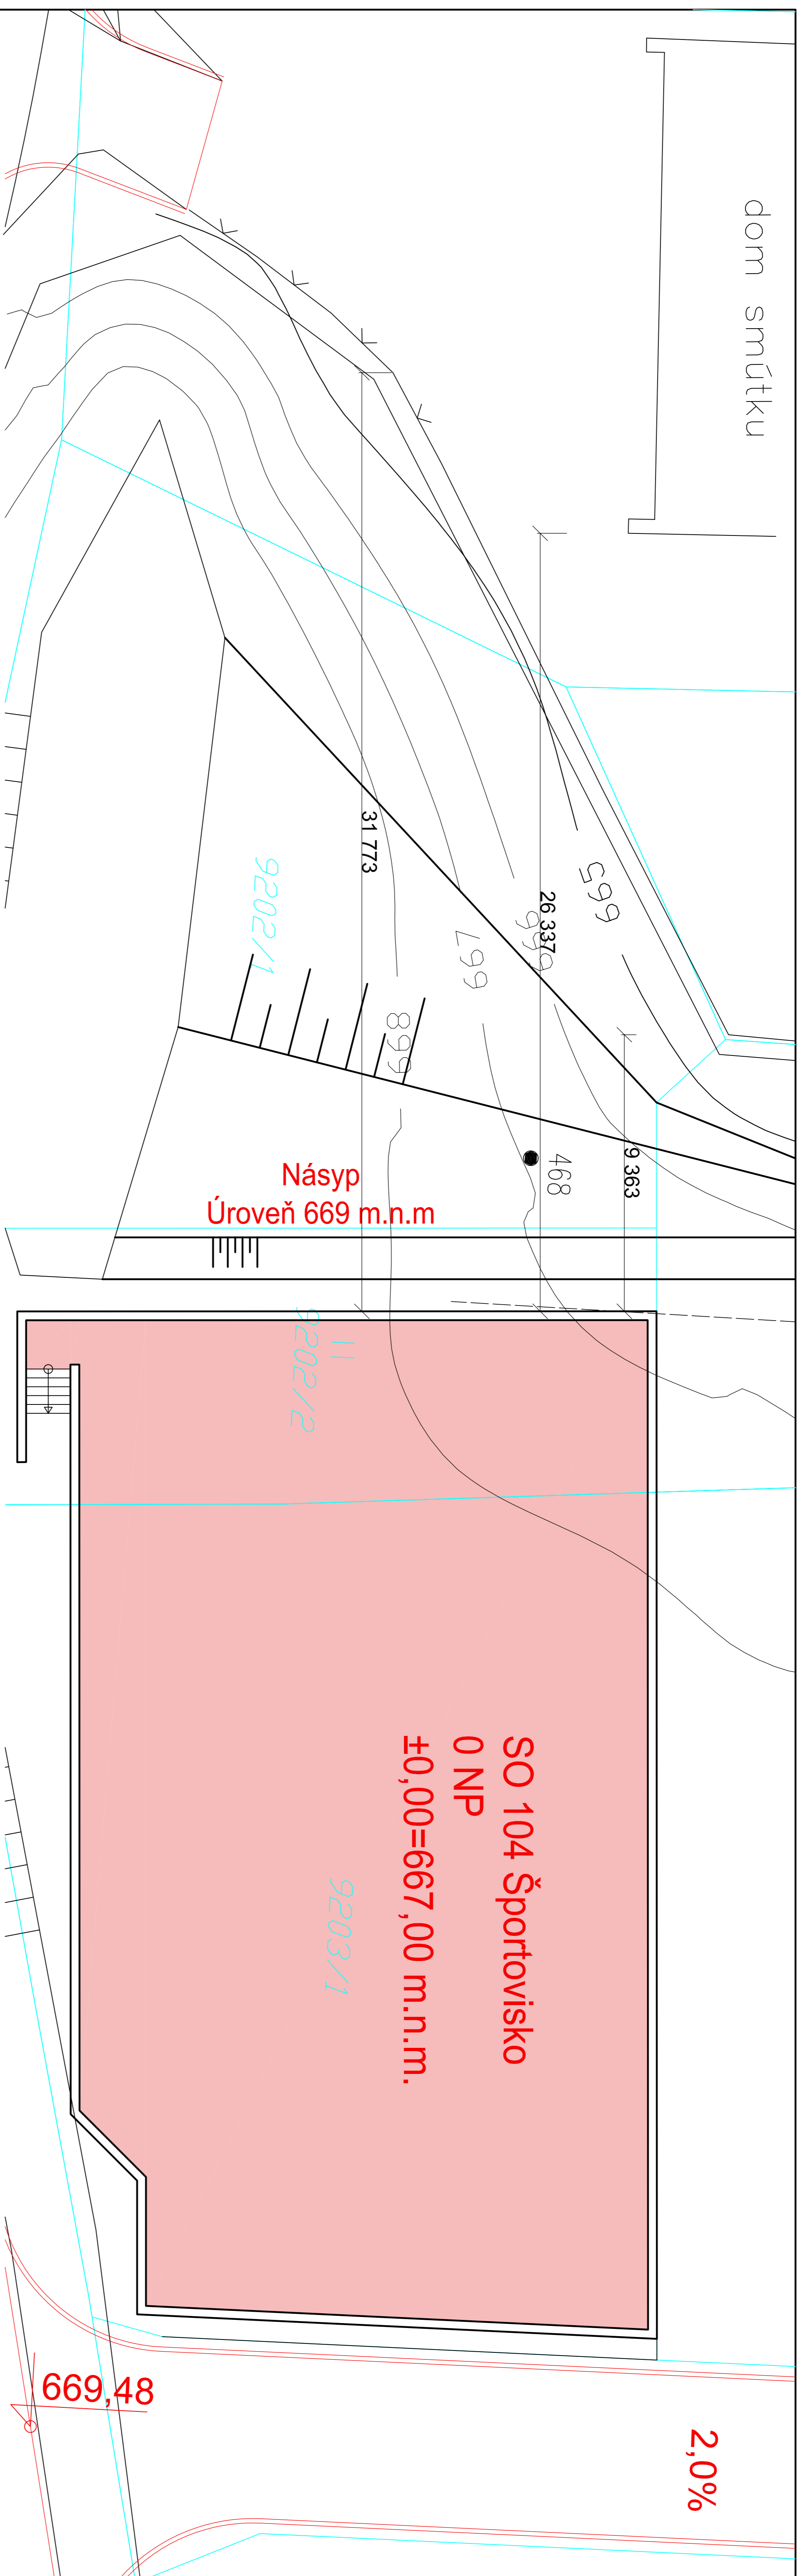 dom smútku
665
31 773
26 337
9202/1
666
667
668
468
9 363
Násyp
Úroveň 669 m.n.m
9202/2
SO 104 Športovisko
0 NP
±0,00=667,00 m.n.m.
9203/1
669,48
2,0%